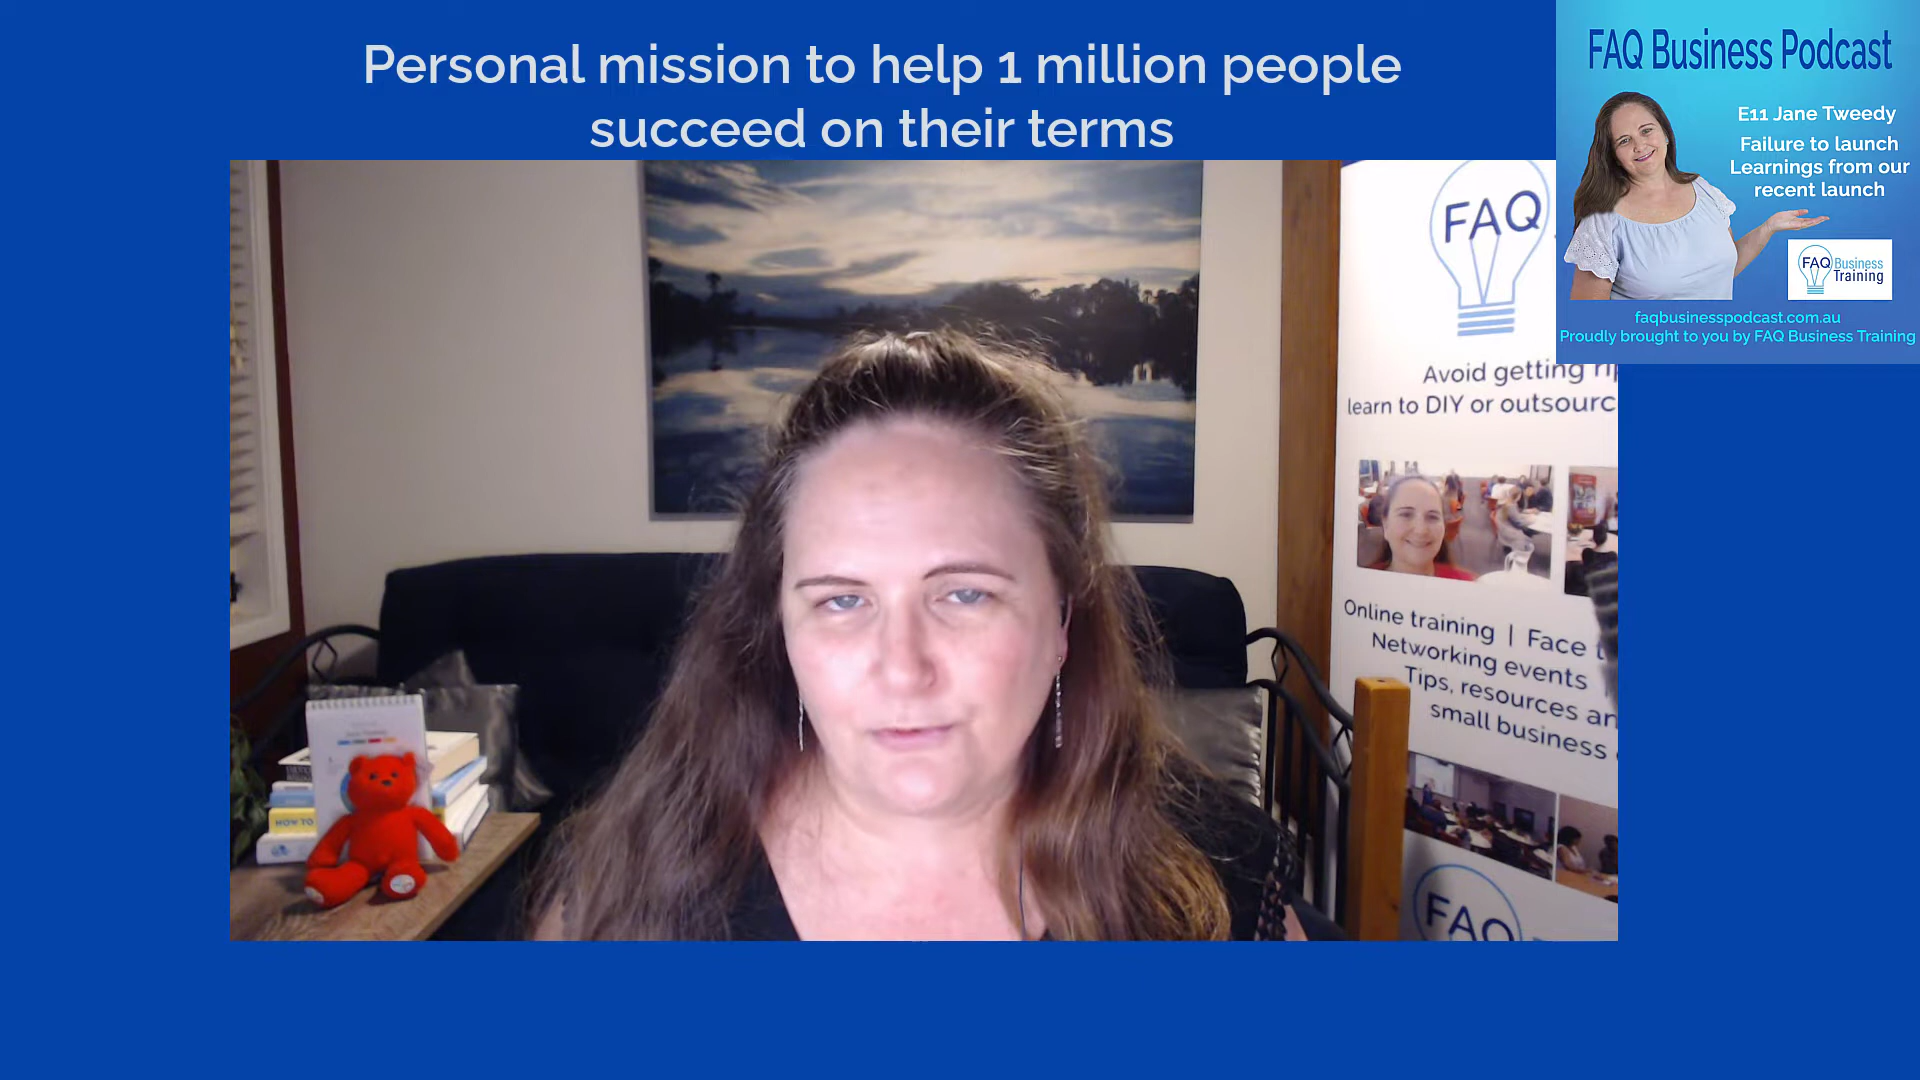 Personal mission to help 1 million people
succeed on their terms
FAQ Business Podcast
E11 Jane Tweedy
Failure to launch
Learnings from our
recent launch
FAQ Business
Training
faqbusinesspodcast.com.au
Proudly brought to you by FAQ Business Training
FAQ
Avoid getting
learn to DIY or
Online training | Face
Networking events
Tips, resources
small business
FAQ
HOW TO